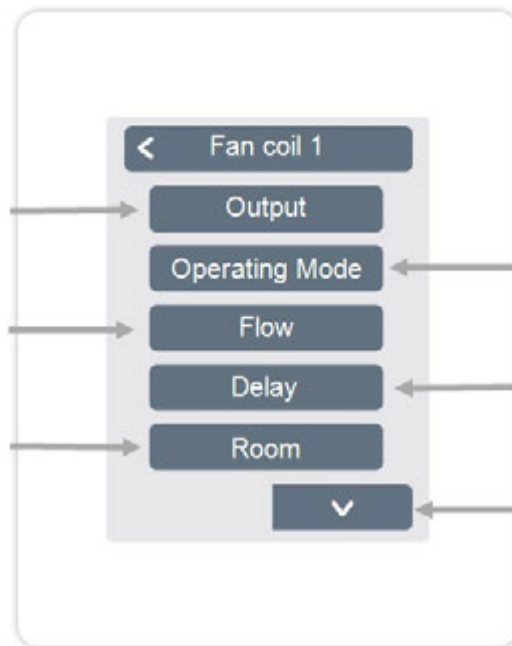 Fan coil 1
Output
Operating Mode
Flow
Delay
Room